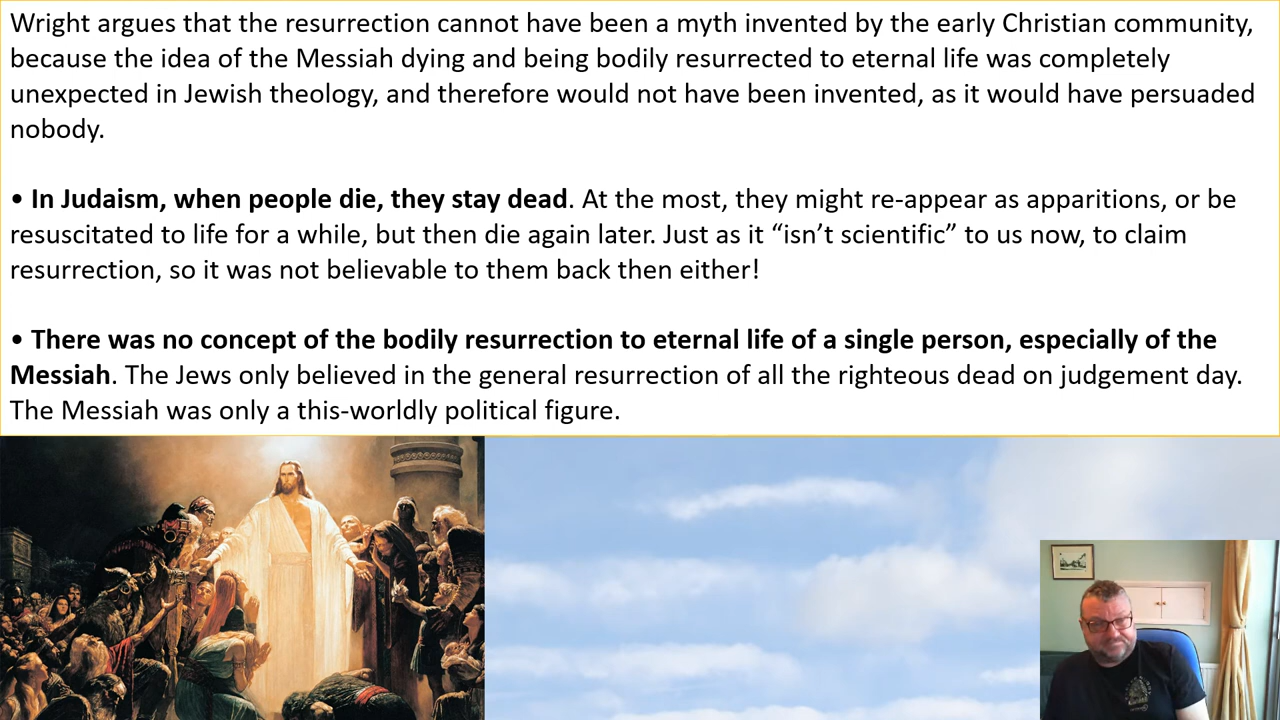 Wright argues that the resurrection cannot have been a myth invented by the early Christian community,
because the idea of the Messiah dying and being bodily resurrected to eternal life was completely
unexpected in Jewish theology, and therefore would not have been invented, as it would have persuaded
nobody.
• In Judaism, when people die, they stay dead. At the most, they might re-appear as apparitions, or be
resuscitated to life for a while, but then die again later. Just as it “isn’t scientific” to us now, to claim
resurrection, so it was not believable to them back then either!
• There was no concept of the bodily resurrection to eternal life of a single person, especially of the
Messiah. The Jews only believed in the general resurrection of all the righteous dead on judgement day.
The Messiah was only a this-worldly political figure.